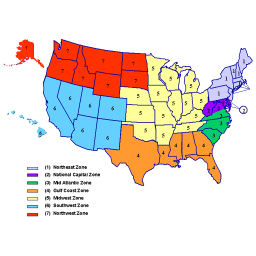 (1) Northeast Zone
(2) National Capital Zone
(3) Mid Atlantic Zone
(4) Gulf Coast Zone
(5) Midwest Zone
(6) Southwest Zone
(7) Northwest Zone